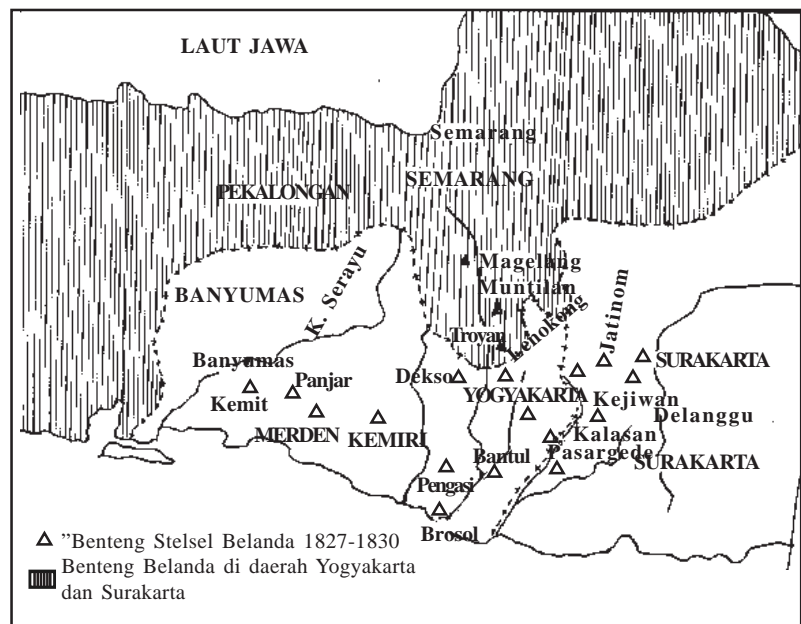 LAUT JAWA
Semarang
PEKALONGAN
SEMARANG
K. Serayu
Magelang
Muntilan
BANYUMAS
Jatinom
Troyan
Lehokong
Banyumas
SURAKARTA
Panjar
Dekso
YOGYAKARTA
Kemit
Kejiwan
Delanggu
MERDEN
KEMIRI
Kalasan
Bantul
Pasargede
SURAKARTA
Pengasi
Brosol
"Benteng Stelsel Belanda 1827-1830
Benteng Belanda di daerah Yogyakarta
dan Surakarta